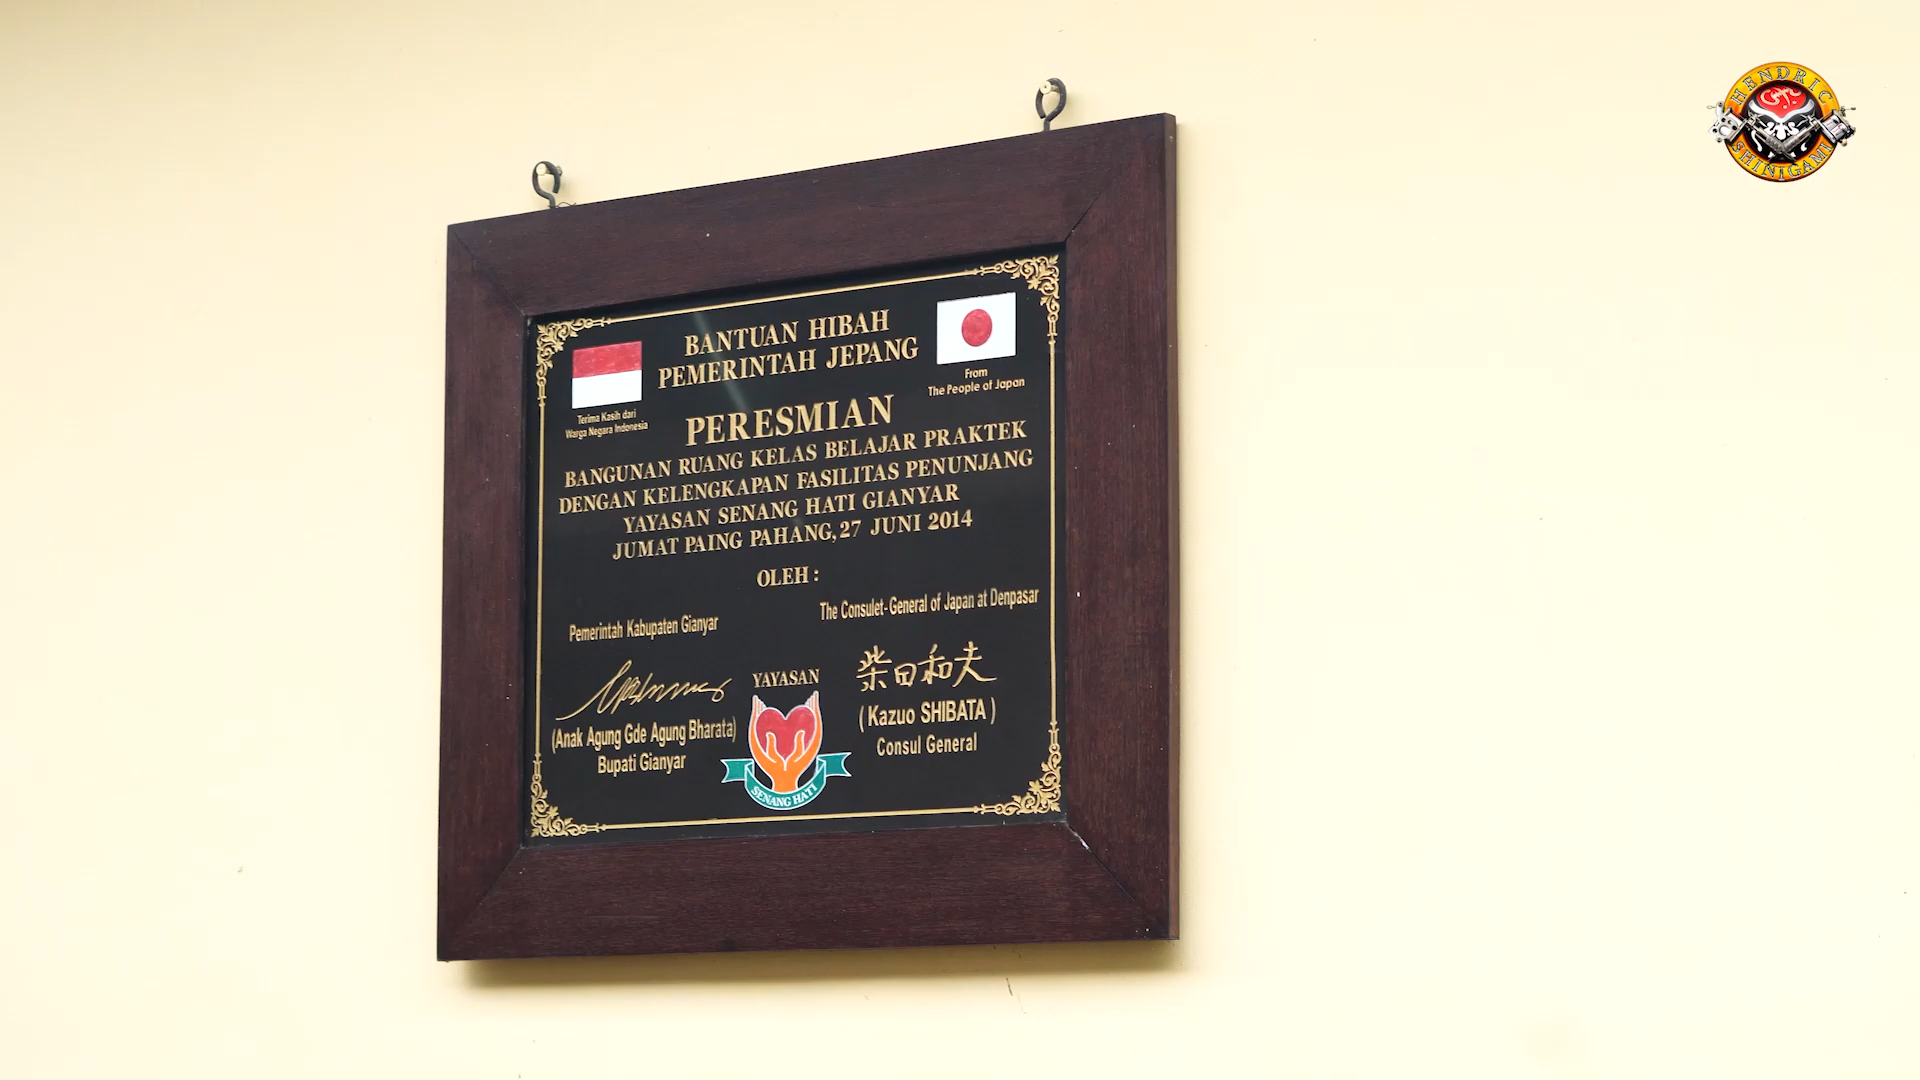 HENDRIC
SHINIGAMI
BANTUAN HIBAH
PEMERINTAH JEPANG
Terima Kasih dari
Warga Negara Indonesia
From
The People of Japan
PERESMIAN
BANGUNAN RUANG KELAS BELAJAR PRAKTEK
DENGAN KELENGKAPAN FASILITAS PENUNJANG
YAYASAN SENANG HATI GIANYAR
JUMAT PAING PAHANG, 27 JUNI 2014
OLEH :
Pemerintah Kabupaten Gianyar
The Consulet-General of Japan at Denpasar
柴田和夫
(Anak Agung Gde Agung Bharata)
Bupati Gianyar
(Kazuo SHIBATA)
Consul General
YAYASAN
SENANG HATI